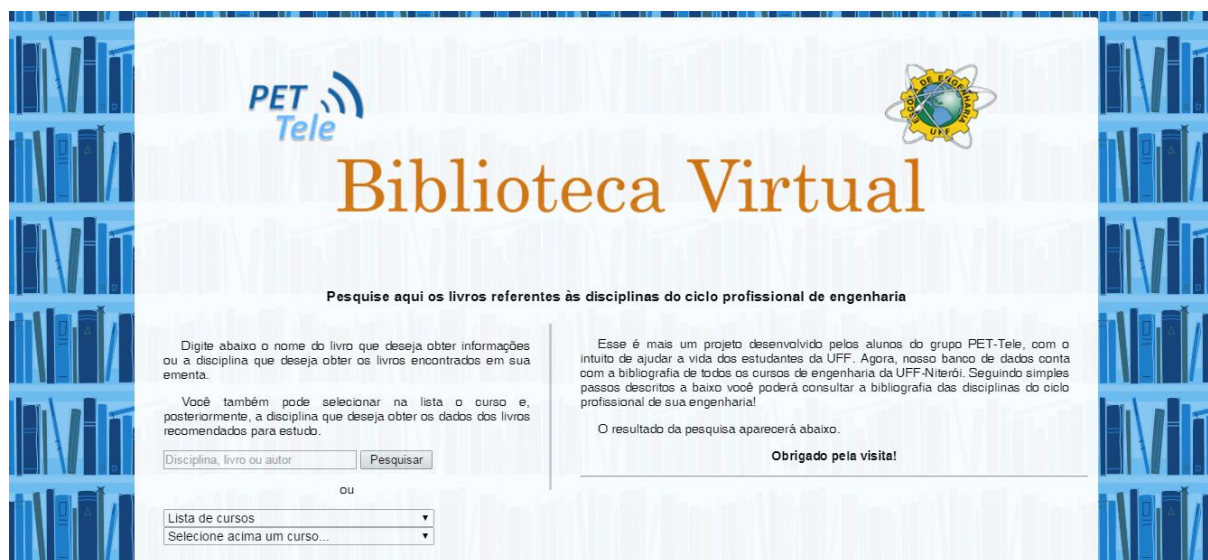 PET
Tele
ESCOLA DE ENGENHARIA
UFF
Biblioteca Virtual
Pesquise aqui os livros referentes às disciplinas do ciclo profissional de engenharia
Digite abaixo o nome do livro que deseja obter informações
ou a disciplina que deseja obter os livros encontrados em sua
ementa.
Você também pode selecionar na lista o curso e,
posteriormente, a disciplina que deseja obter os dados dos livros
recomendados para estudo.
Disciplina, livro ou autor
Pesquisar
ou
Lista de cursos
Selecione acima um curso...
Esse é mais um projeto desenvolvido pelos alunos do grupo PET-Tele, com o
intuito de ajudar a vida dos estudantes da UFF. Agora, nosso banco de dados conta
com a bibliografia de todos os cursos de engenharia da UFF-Niterói. Seguindo simples
passos descritos a baixo você poderá consultar a bibliografia das disciplinas do ciclo
profissional de sua engenharia!
O resultado da pesquisa aparecerá abaixo.
Obrigado pela visita!